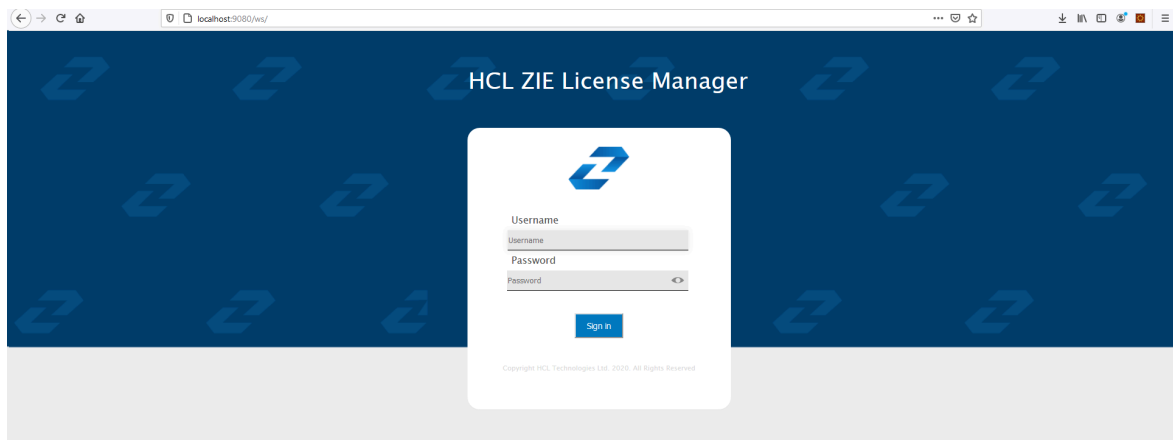 localhost:9080/ws/
HCL ZIE License Manager
Username
Username
Password
Password
Sign in
Copyright HCL Technologies Ltd. 2020. All Rights Reserved